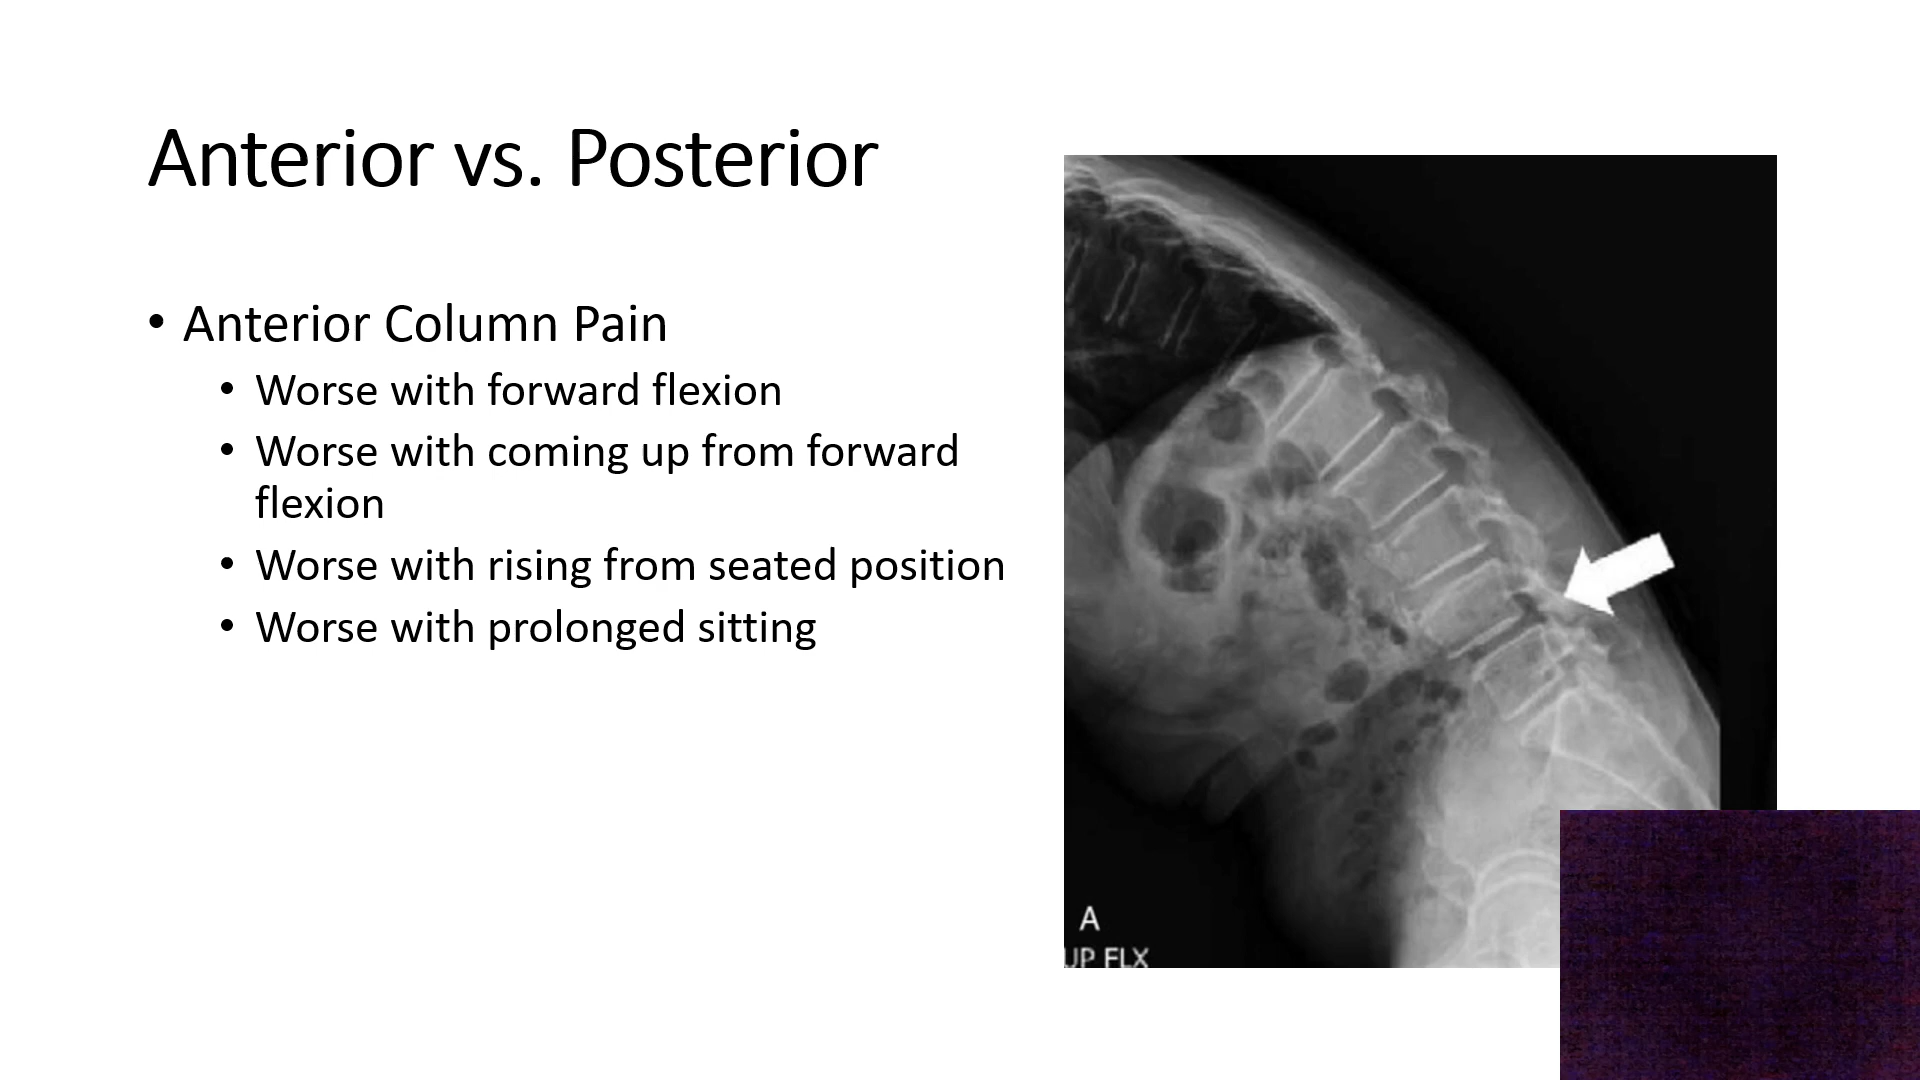 Anterior vs. Posterior
• Anterior Column Pain
• Worse with forward flexion
• Worse with coming up from forward
flexion
• Worse with rising from seated position
• Worse with prolonged sitting
A
UP FLX